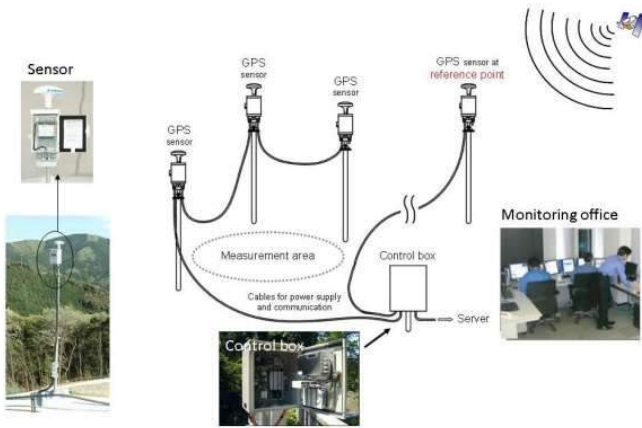 Sensor
GPS
sensor
GPS
sensor
GPS
sensor
GPS sensor at
reference point
Measurement area
Cables for power supply
and communication
Control
box
Server
Control box
Monitoring office